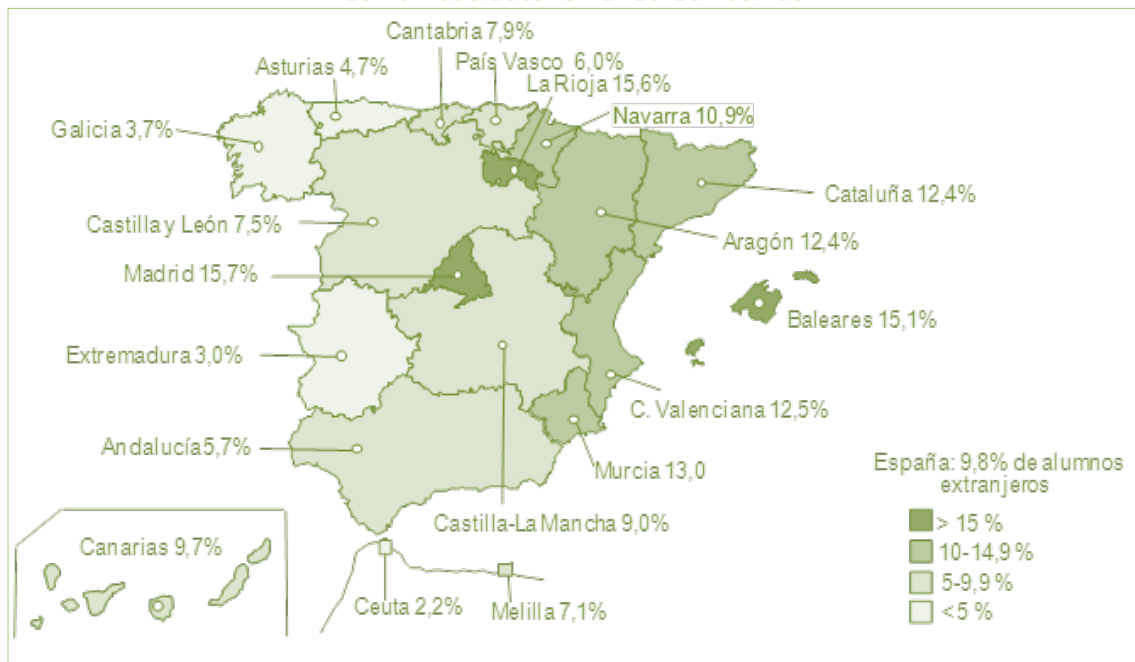 Cantabria 7,9%
País Vasco 6,0%
Asturias 4,7%
La Rioja 15,6%
Navarra 10,9%
Galicia 3,7%
Cataluña 12,4%
Castilla y León 7,5%
Aragón 12,4%
Madrid 15,7%
Baleares 15,1%
Extremadura 3,0%
C. Valenciana 12,5%
Andalucía 5,7%
Murcia 13,0
España: 9,8% de alumnos
extranjeros
> 15 %
10-14,9 %
5-9,9 %
<5 %
Castilla-La Mancha 9,0%
Canarias 9,7%
Ceuta 2,2%
Melilla 7,1%